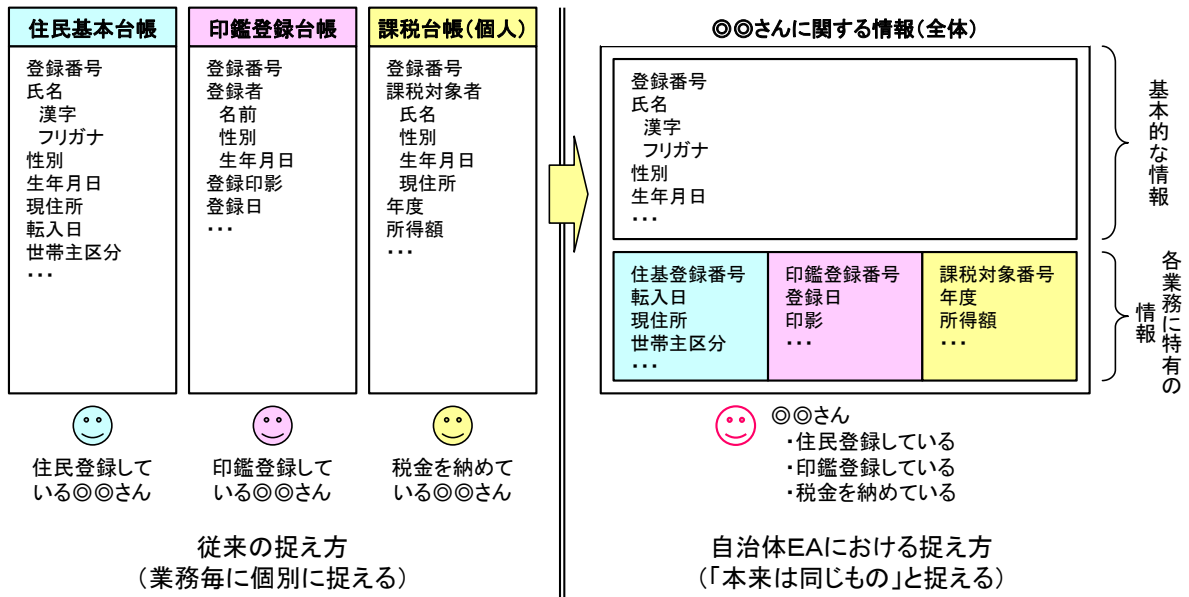 住民基本台帳
登録番号
氏名
漢字
フリガナ
性別
生年月日
現住所
転入日
世帯主区分
・・・
印鑑登録台帳
登録番号
登録者
名前
性別
生年月日
登録印影
登録日
・・・
課税台帳(個人)
登録番号
課税対象者
氏名
性別
生年月日
現住所
年度
所得額
・・・
住民登録して
いる◎◎さん
印鑑登録して
いる◎◎さん
税金を納めて
いる◎◎さん
従来の捉え方
(業務毎に個別に捉える)
◎◎さんに関する情報(全体)
登録番号
氏名
漢字
フリガナ
性別
生年月日
・・・
基本的な情報
住基登録番号
転入日
現住所
世帯主区分
・・・
印鑑登録番号
登録日
印影
・・・
課税対象番号
年度
所得額
・・・
各業務に特有の
情報
◎◎さん
・住民登録している
・印鑑登録している
・税金を納めている
自治体EAにおける捉え方
(「本来は同じもの」と捉える)